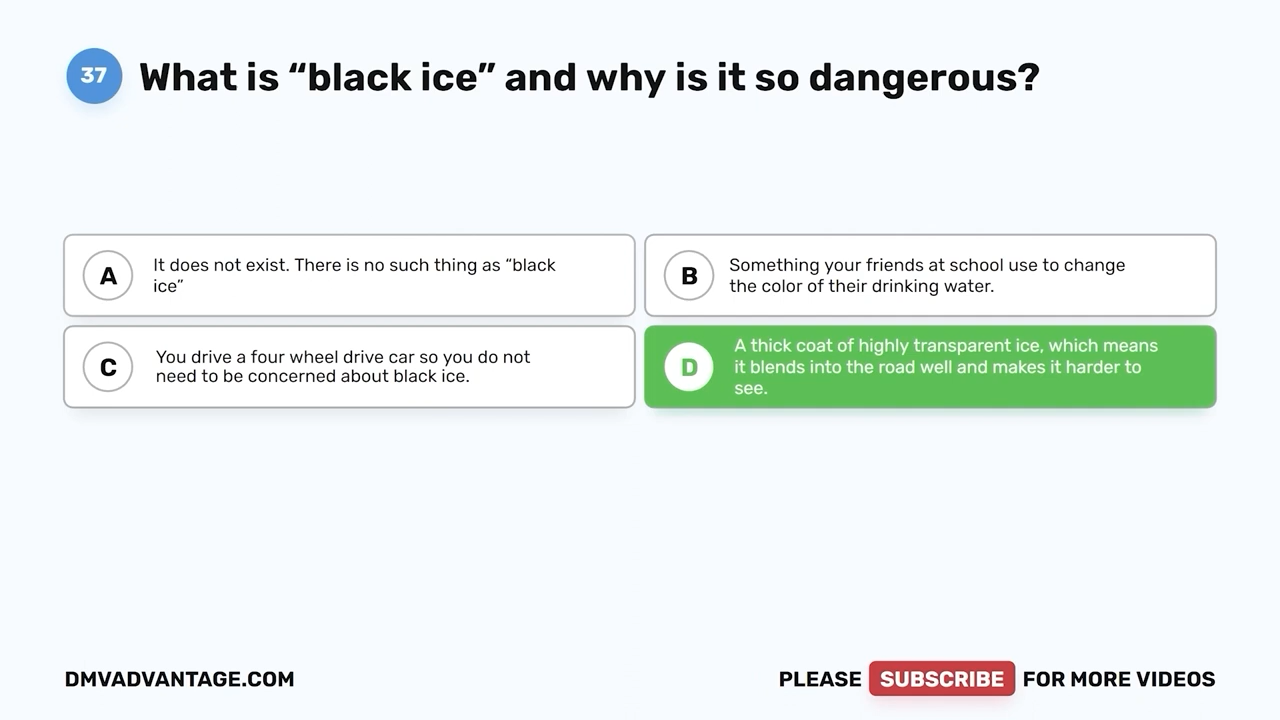 37
What is “black ice” and why is it so dangerous?
A
It does not exist. There is no such thing as “black
ice”
B
Something your friends at school use to change
the color of their drinking water.
C
You drive a four wheel drive car so you do not
need to be concerned about black ice.
D
A thick coat of highly transparent ice, which means
it blends into the road well and makes it harder to
see.
DMVADVANTAGE.COM
PLEASE SUBSCRIBE FOR MORE VIDEOS